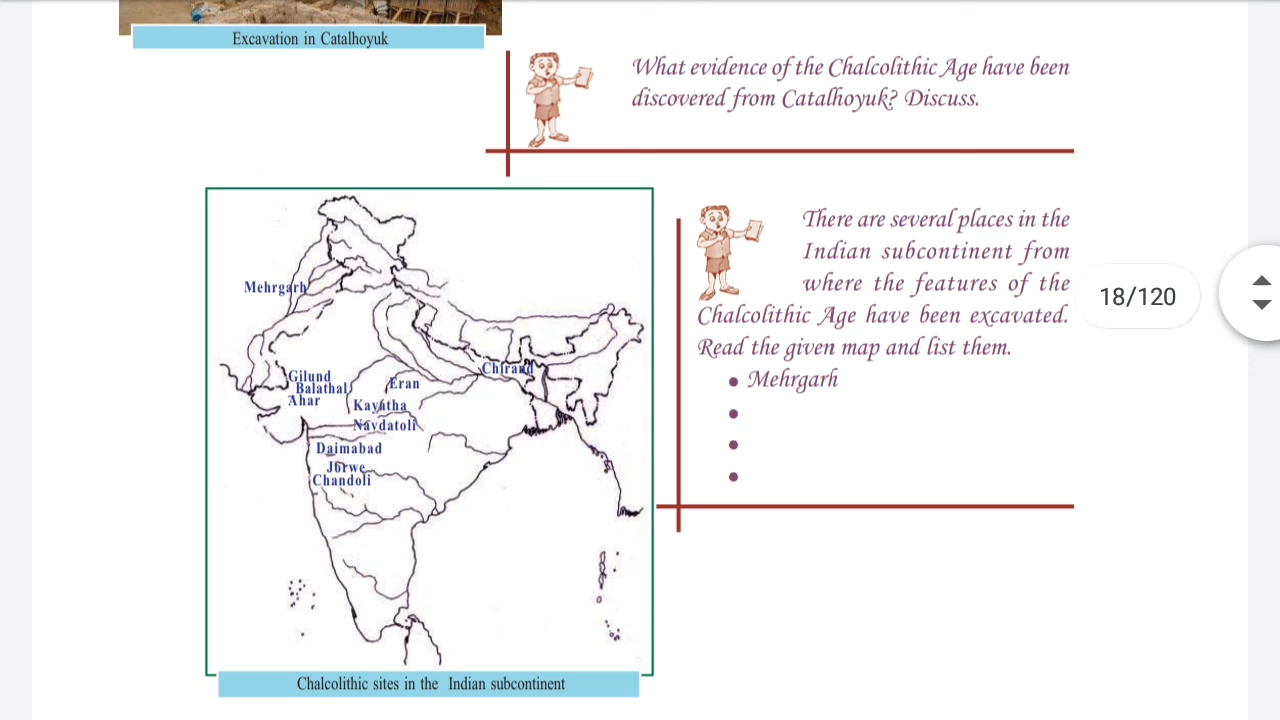 Excavation in Catalhoyuk
What evidence of the Chalcolithic Age have been
discovered from Catalhoyuk? Discuss.
Mehrgarh
Gilund
Balathal
Ahar
Eran
Chirand
Kayatha
Navdatoli
Daimabad
Jorwe
Chandoli
Chalcolithic sites in the Indian subcontinent
There are several places in the
Indian subcontinent from
where the features of the
Chalcolithic Age have been excavated.
Read the given map and list them.
• Mehrgarh
•
•
•
18/120